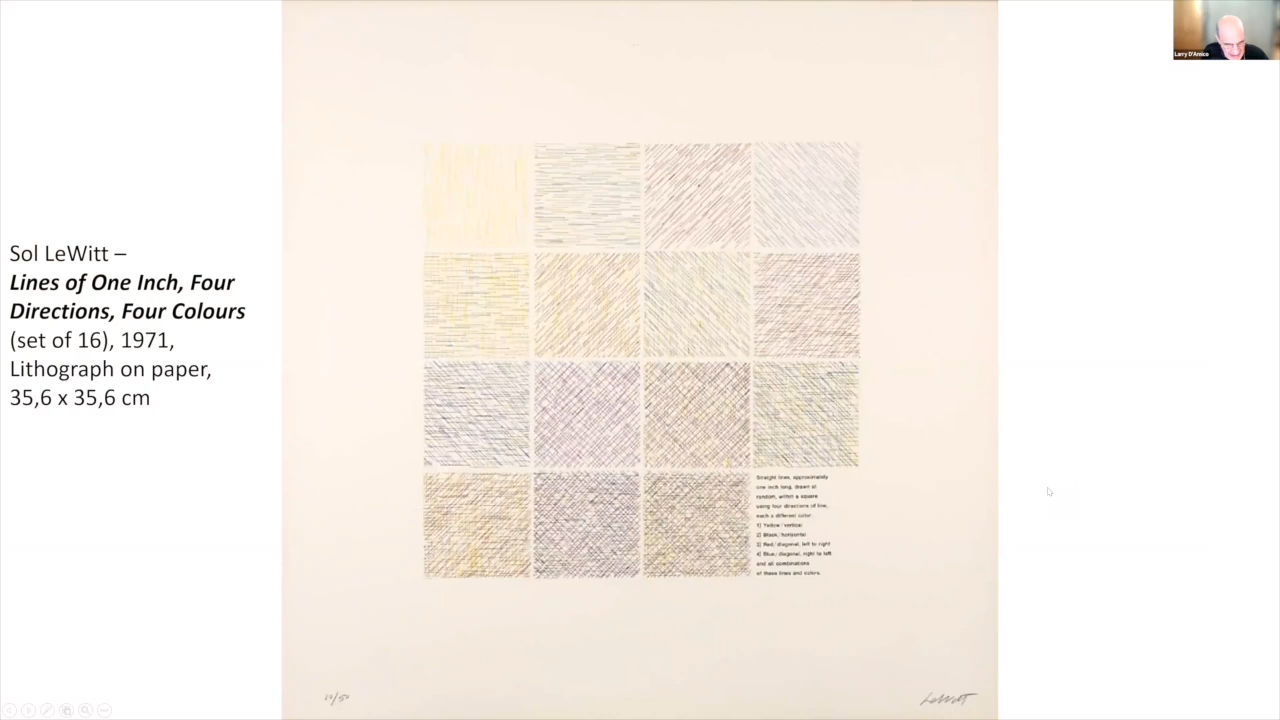 Sol LeWitt –
Lines of One Inch, Four
Directions, Four Colours
(set of 16), 1971,
Lithograph on paper,
35,6 x 35,6 cm
Straight lines, approximately
one inch long, drawn at
random, within a square
using four directions of line,
each a different color:
1) Yellow/vertical
2) Black/horizontal
3) Red/diagonal, left to right
4) Blue/diagonal, right to left
and all combinations
of these lines and colors.
LeWitt
Larry D'Amico